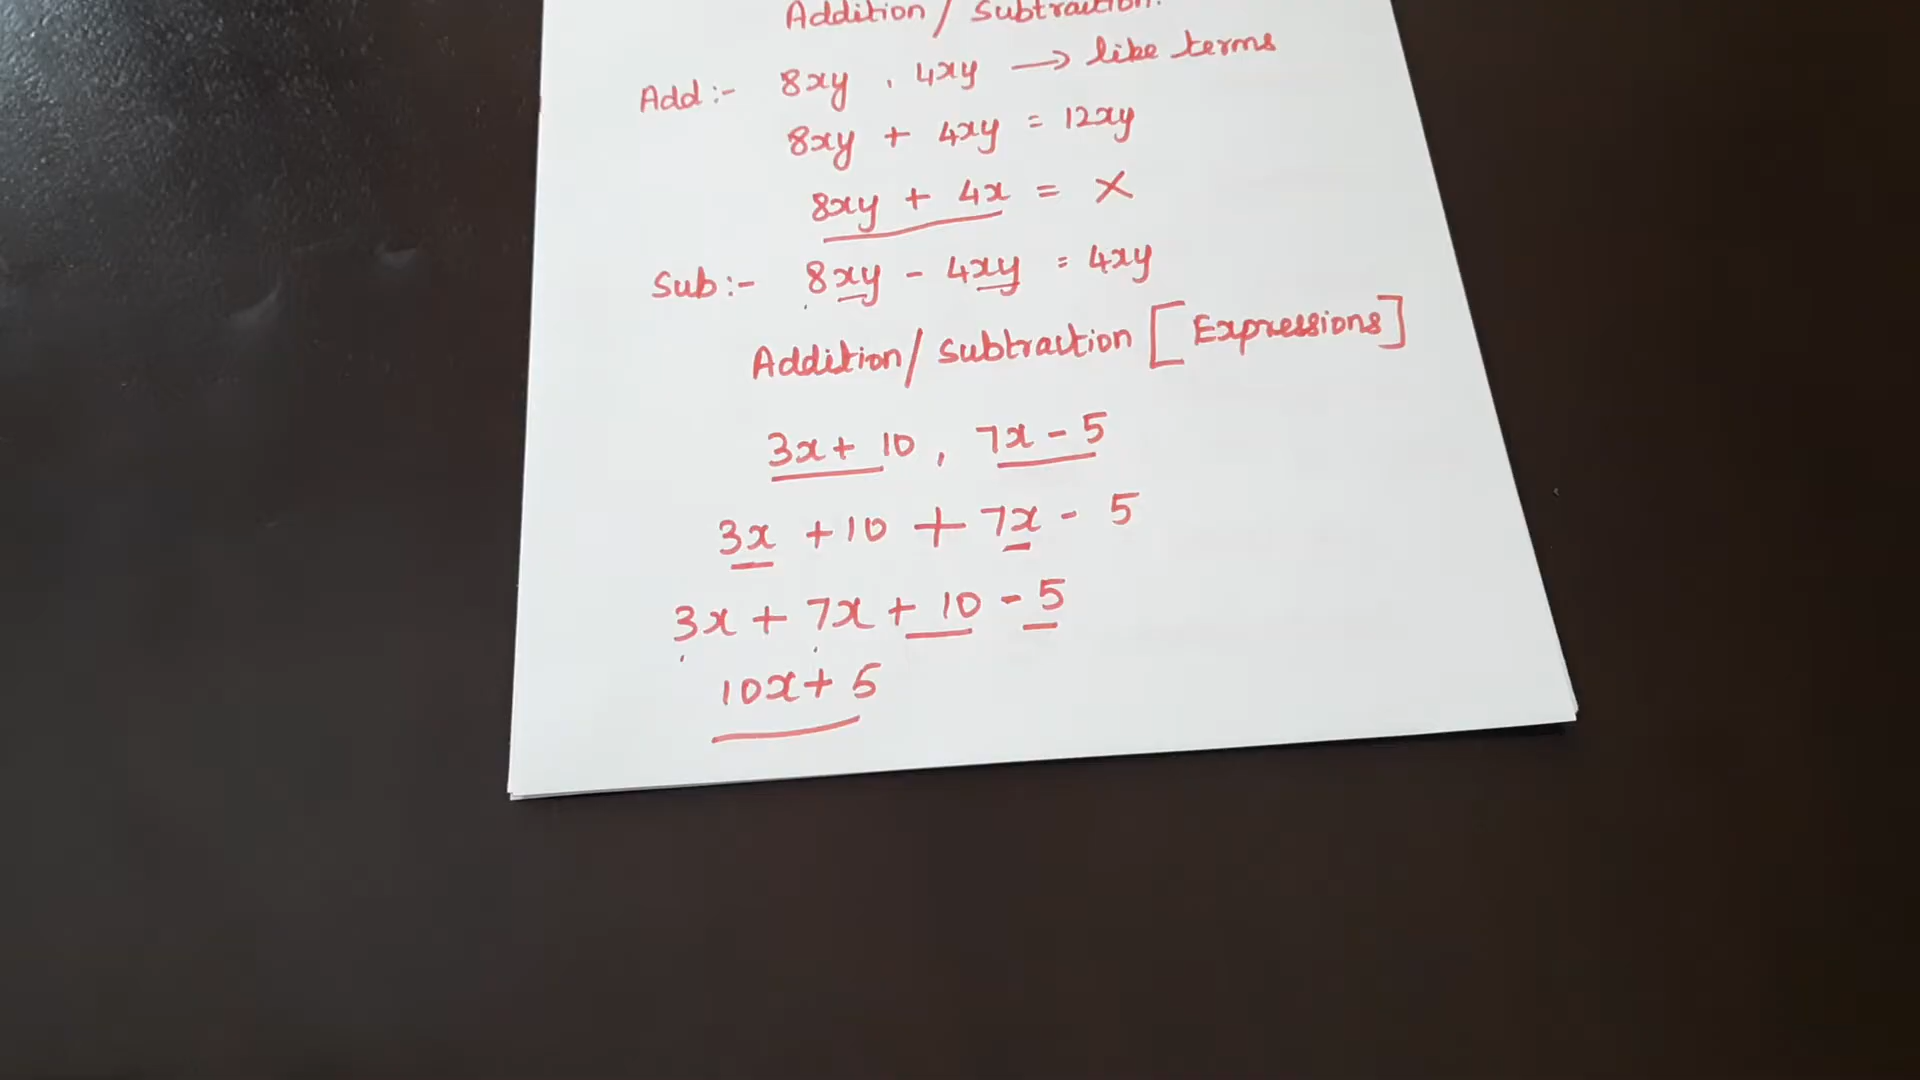 Addition / Subtraction.
Add :- 8xy , 4xy → like terms
8xy + 4xy = 12xy
8xy + 4x = X
Sub :- 8xy - 4xy = 4xy
Addition / Subtraction [Expressions]
3x + 10 , 7x - 5
3x + 10 + 7x - 5
3x + 7x + 10 - 5
10x + 5